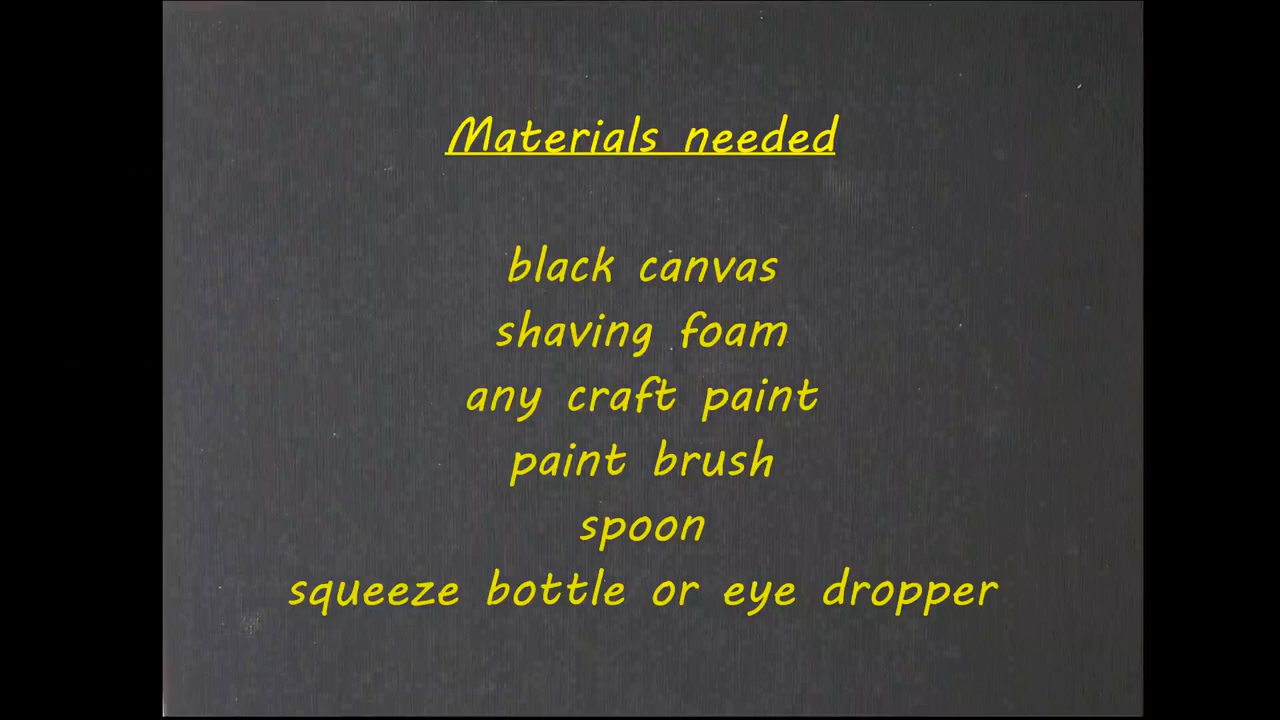 Materials needed
black canvas
shaving foam
any craft paint
paint brush
spoon
squeeze bottle or eye dropper